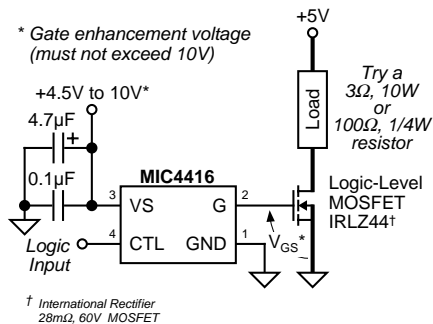 * Gate enhancement voltage
(must not exceed 10V)
+5V
+4.5V to 10V*
4.7µF
+
0.1µF
Load
Try a
3Ω, 10W
or
100Ω, 1/4W
resistor
MIC4416
3
VS
G
2
4
CTL
GND
1
Logic
Input
VGS*
Logic-Level
MOSFET
IRLZ44†
† International Rectifier
28mΩ, 60V MOSFET